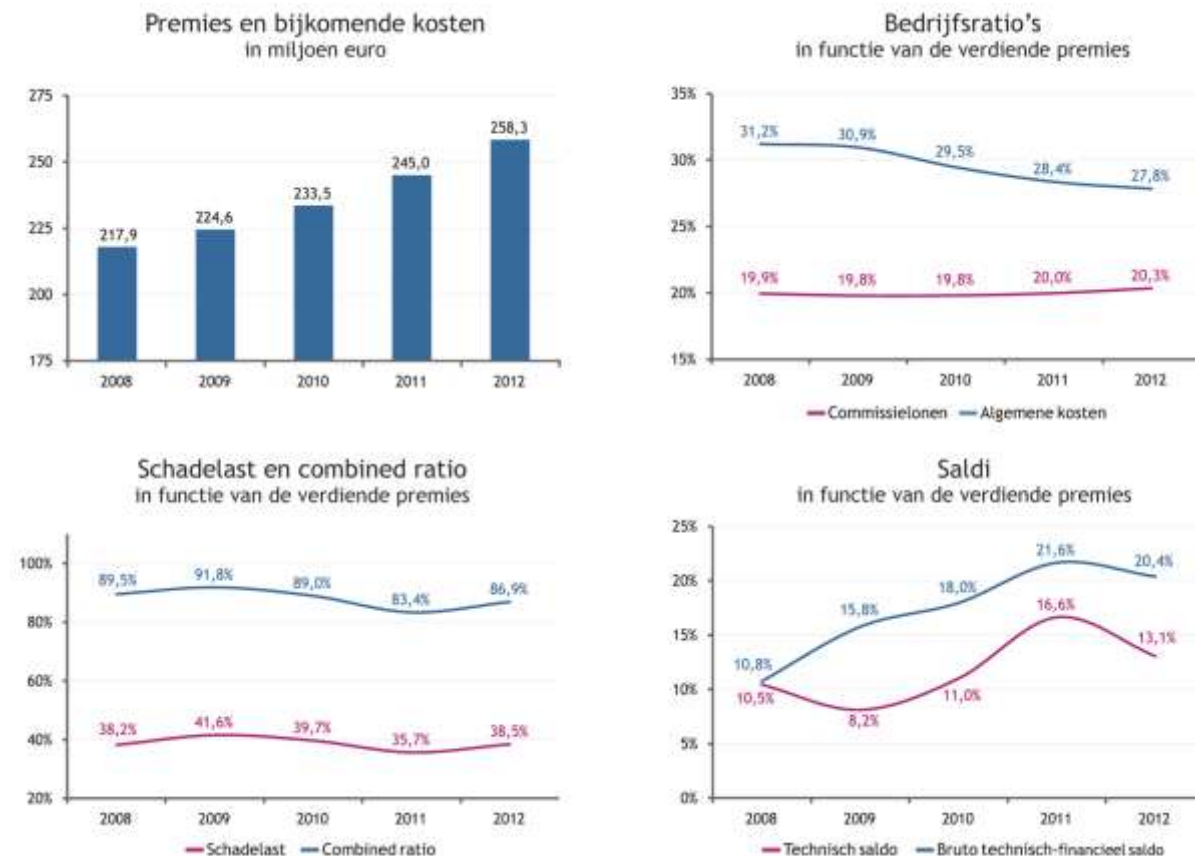 Premies en bijkomende kosten
in miljoen euro
275
250
225
200
175
217,9
224,6
233,5
245,0
258,3
2008 2009 2010 2011 2012
Bedrijfsratio's
in functie van de verdiende premies
35%
30%
25%
20%
15%
31,2% 30,9% 29,5% 28,4% 27,8%
19,9% 19,8% 19,8% 20,0% 20,3%
2008 2009 2010 2011 2012
Commissielonen Algemene kosten
Schadelast en combined ratio
in functie van de verdiende premies
100%
80%
60%
40%
20%
89,5% 91,8% 89,0% 83,4% 86,9%
38,2% 41,6% 39,7% 35,7% 38,5%
2008 2009 2010 2011 2012
Schadelast Combined ratio
Saldi
in functie van de verdiende premies
25%
20%
15%
10%
5%
0%
10,8% 15,8% 18,0% 21,6% 20,4%
10,5% 8,2% 11,0% 16,6% 13,1%
2008 2009 2010 2011 2012
Technisch saldo Bruto technisch-financieel saldo